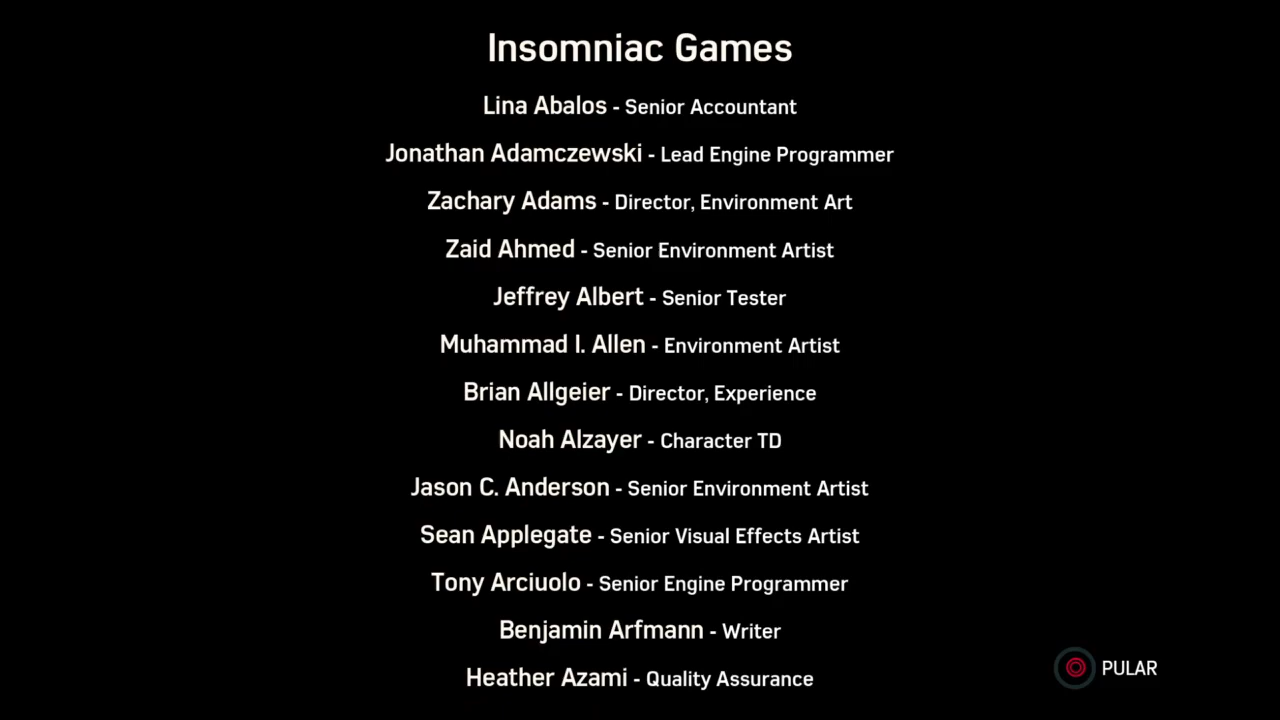 Insomniac Games
Lina Abalos - Senior Accountant
Jonathan Adamczewski - Lead Engine Programmer
Zachary Adams - Director, Environment Art
Zaid Ahmed - Senior Environment Artist
Jeffrey Albert - Senior Tester
Muhammad I. Allen - Environment Artist
Brian Allgeier - Director, Experience
Noah Alzayer - Character TD
Jason C. Anderson - Senior Environment Artist
Sean Applegate - Senior Visual Effects Artist
Tony Arciuolo - Senior Engine Programmer
Benjamin Arfmann - Writer
Heather Azami - Quality Assurance
PULAR